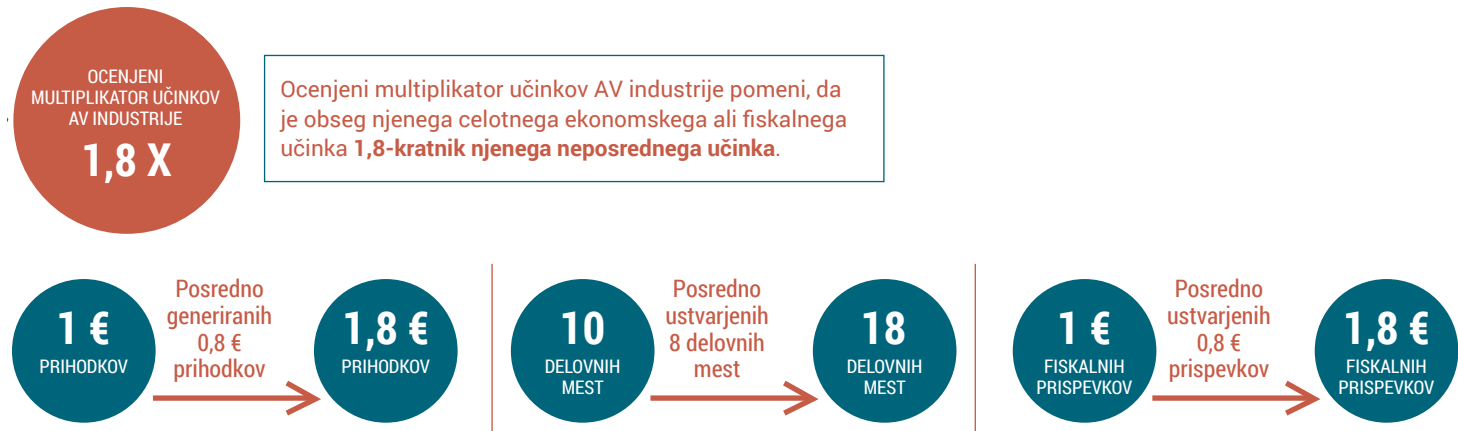 OCENJENI
MULTIPLIKATOR UČINKOV
AV INDUSTRIJE
1,8 X
Ocenjeni multiplikator učinkov AV industrije pomeni, da
je obseg njenega celotnega ekonomskega ali fiskalnega
učinka 1,8-kratnik njenega neposrednega učinka.
1 €
PRIHODKOV
Posredno
generiranih
0,8 €
prihodkov
1,8 €
PRIHODKOV
10
DELOVNIH
MEST
Posredno
ustvarjenih
8 delovnih
mest
18
DELOVNIH
MEST
1 €
FISKALNIH
PRISPEVKOV
Posredno
ustvarjenih
0,8 €
prispevkov
1,8 €
FISKALNIH
PRISPEVKOV